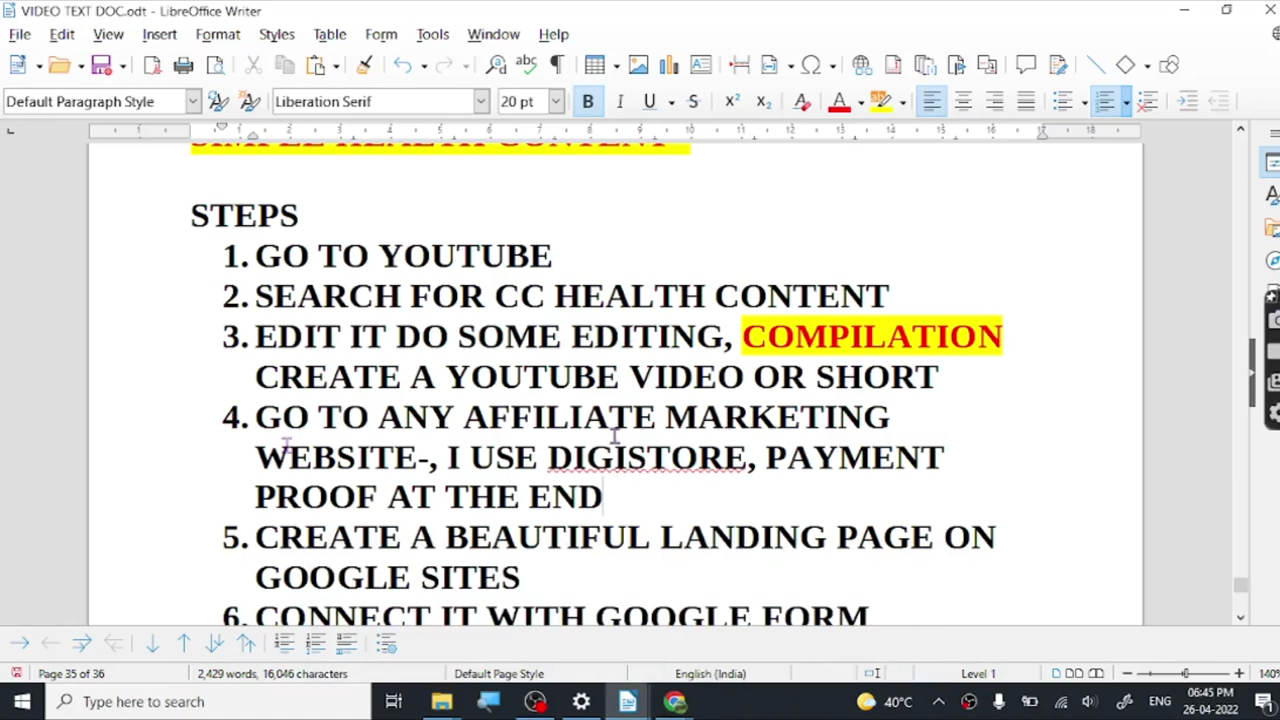 VIDEO TEXT DOC.odt - LibreOffice Writer
File Edit View Insert Format Styles Table Form Tools Window Help
Default Paragraph Style Liberation Serif 20 pt
SIMPLE HEALTH CONTENT
STEPS
1. GO TO YOUTUBE
2. SEARCH FOR CC HEALTH CONTENT
3. EDIT IT DO SOME EDITING, COMPILATION
CREATE A YOUTUBE VIDEO OR SHORT
4. GO TO ANY AFFILIATE MARKETING
WEBSITE-, I USE DIGISTORE, PAYMENT
PROOF AT THE END
5. CREATE A BEAUTIFUL LANDING PAGE ON
GOOGLE SITES
6. CONNECT IT WITH GOOGLE FORM
Page 35 of 36 2,429 words, 16,046 characters Default Page Style English (India) Level 1 140%
Type here to search 40°C ENG 06:45 PM
26-04-2022